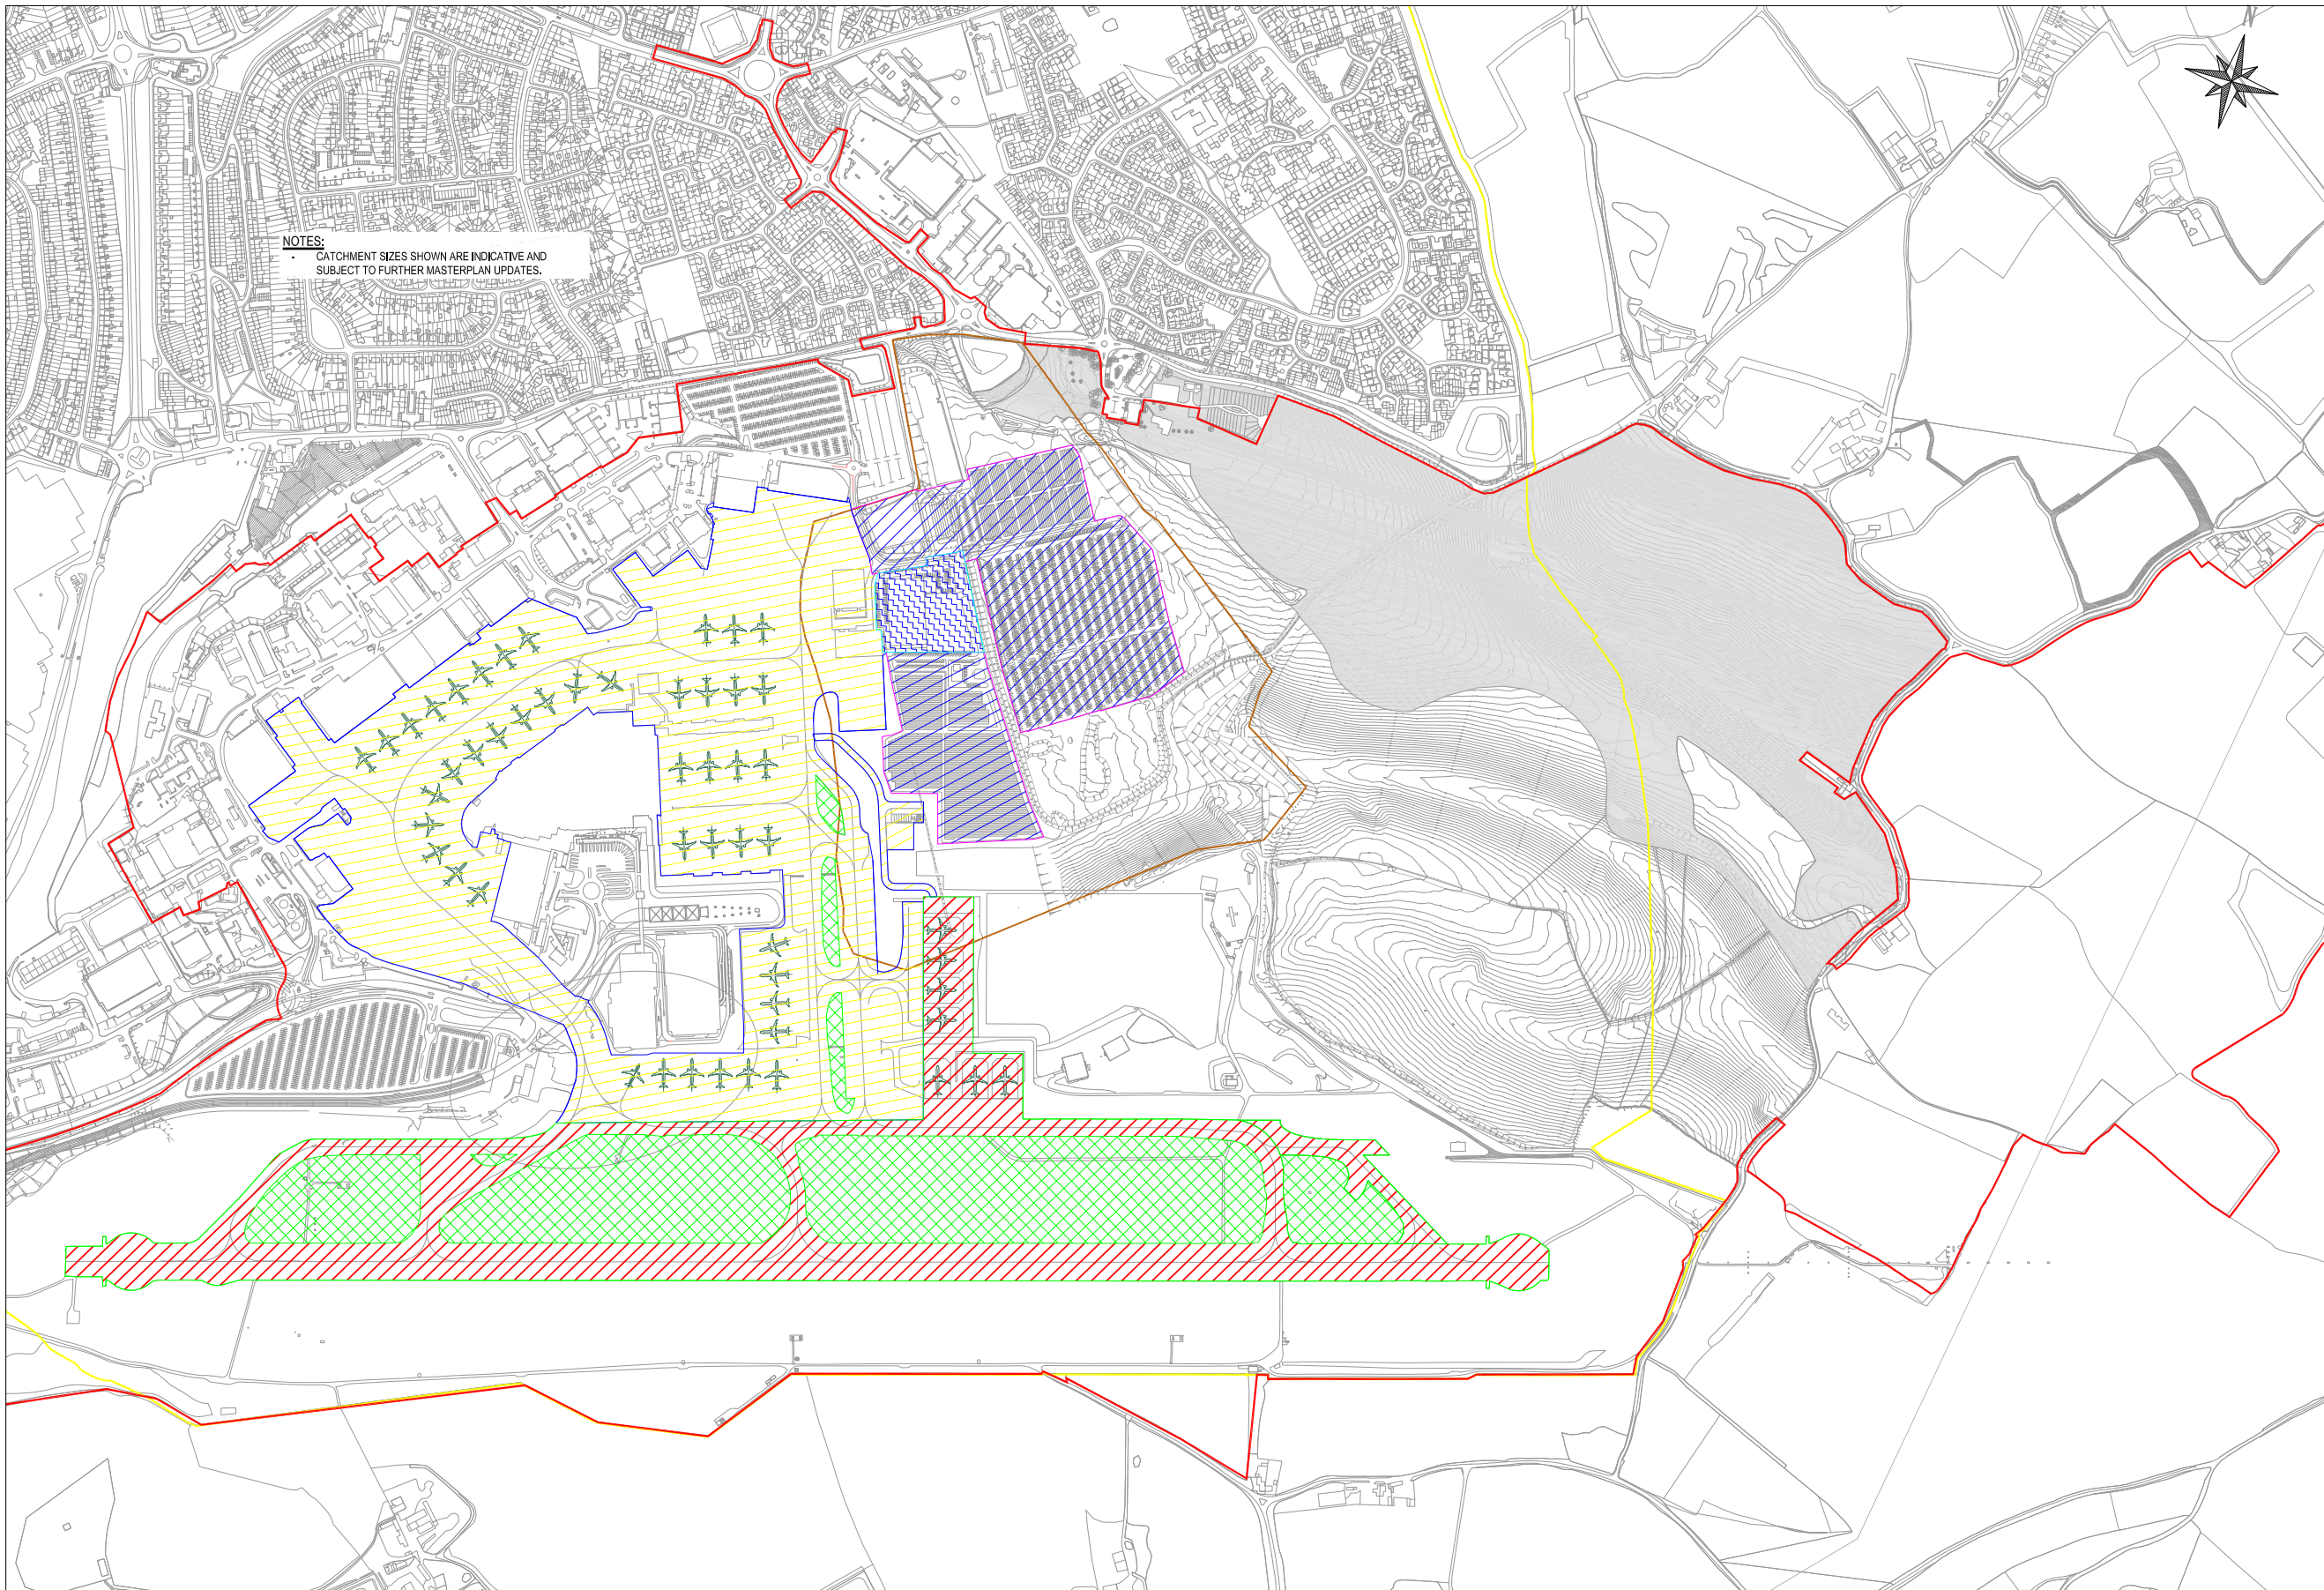 NOTES:
• CATCHMENT SIZES SHOWN ARE INDICATIVE AND
SUBJECT TO FURTHER MASTERPLAN UPDATES.